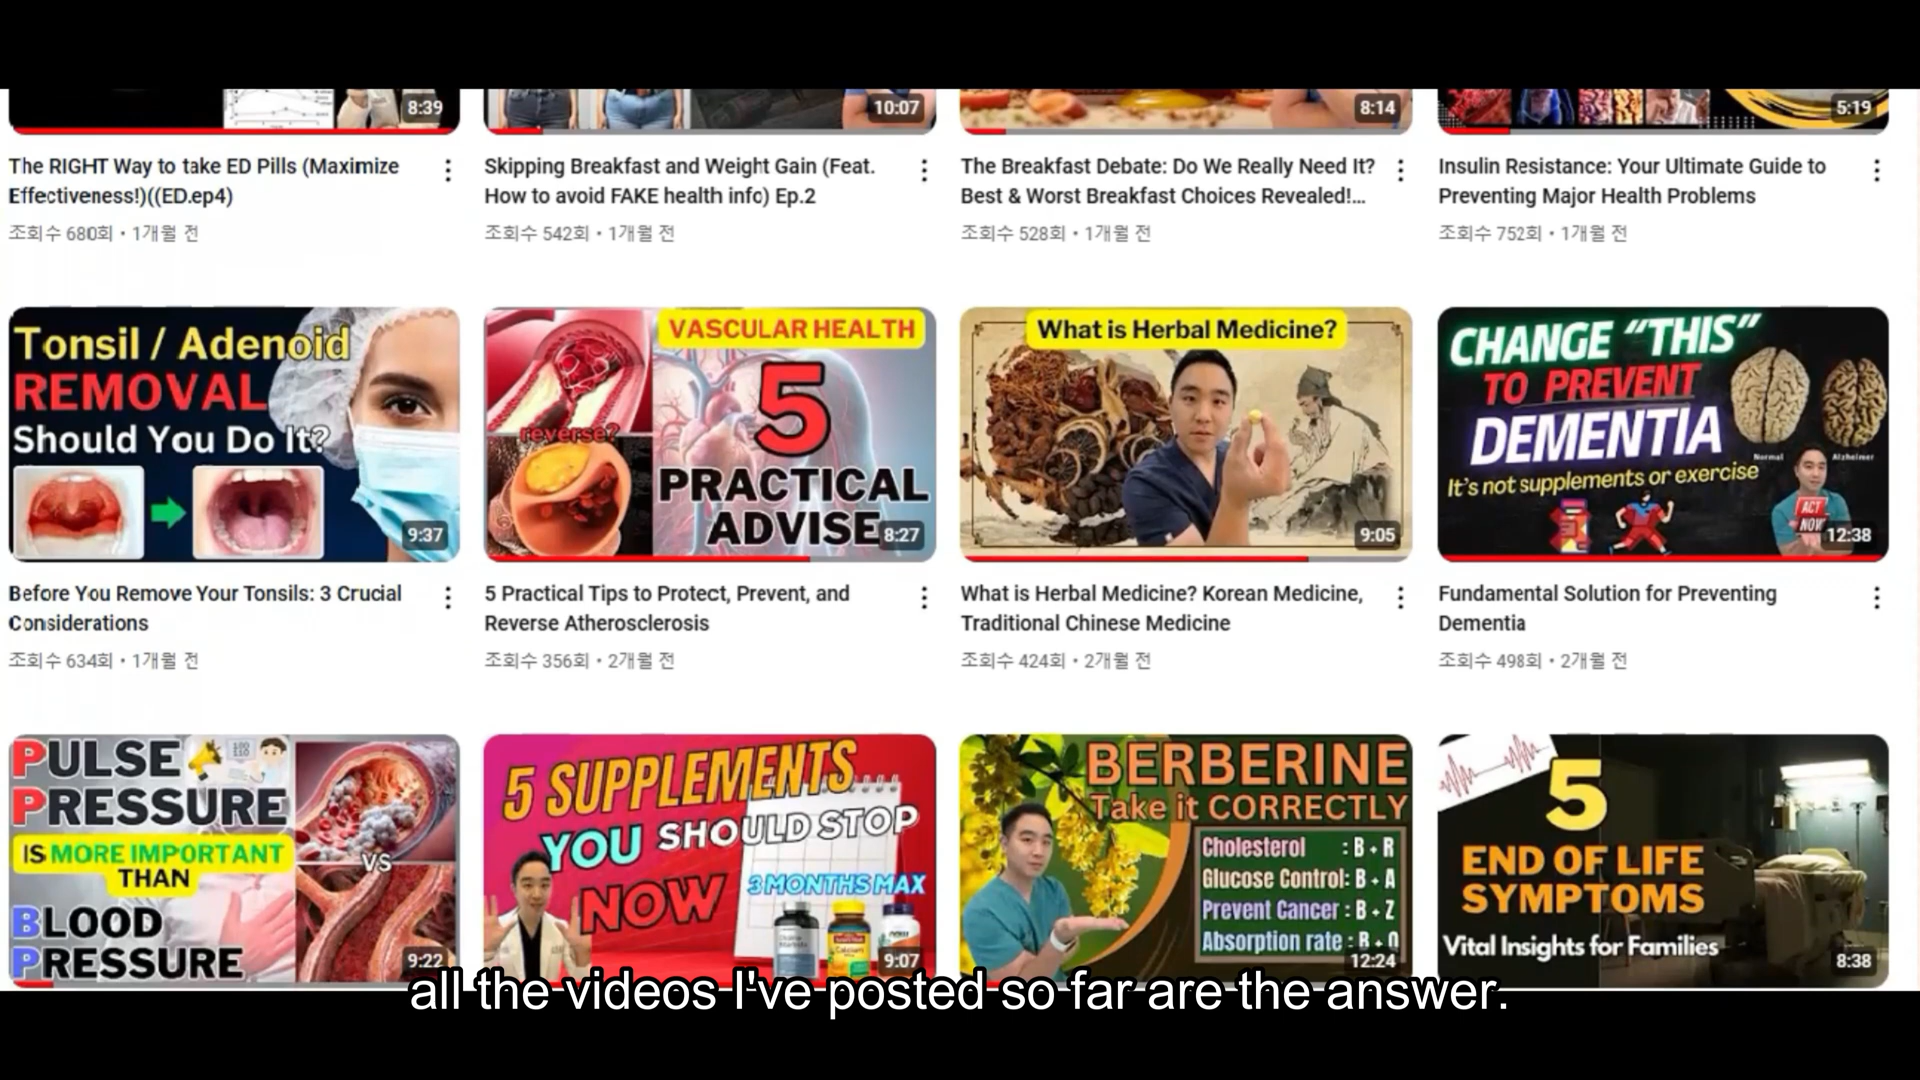 8:39
10:07
8:14
5:19
The RIGHT Way to take ED Pills (Maximize
Effectiveness!)((ED.ep4)
조회수 680회 • 1개월 전
Skipping Breakfast and Weight Gain (Feat.
How to avoid FAKE health info) Ep.2
조회수 542회 • 1개월 전
The Breakfast Debate: Do We Really Need It?
Best & Worst Breakfast Choices Revealed!...
조회수 528회 • 1개월 전
Insulin Resistance: Your Ultimate Guide to
Preventing Major Health Problems
조회수 752회 • 1개월 전
Tonsil / Adenoid
REMOVAL
Should You Do It?
9:37
VASCULAR HEALTH
5
reverse?
PRACTICAL
ADVISE
8:27
What is Herbal Medicine?
9:05
CHANGE "THIS"
TO PREVENT
DEMENTIA
Normal
Alzheimer
It's not supplements or exercise
ACT
NOW
12:38
Before You Remove Your Tonsils: 3 Crucial
Considerations
조회수 634회 • 1개월 전
5 Practical Tips to Protect, Prevent, and
Reverse Atherosclerosis
조회수 356회 • 2개월 전
What is Herbal Medicine? Korean Medicine,
Traditional Chinese Medicine
조회수 424회 • 2개월 전
Fundamental Solution for Preventing
Dementia
조회수 498회 • 2개월 전
PULSE
PRESSURE
IS MORE IMPORTANT
THAN
VS
BLOOD
PRESSURE
9:22
5 SUPPLEMENTS
YOU SHOULD STOP
NOW
3 MONTHS MAX
9:07
BERBERINE
Take it CORRECTLY
Cholesterol : B + R
Glucose Control: B + A
Prevent Cancer : B + Z
Absorption rate : B + Q
12:24
5
END OF LIFE
SYMPTOMS
Vital Insights for Families
8:38
all the videos I've posted so far are the answer.